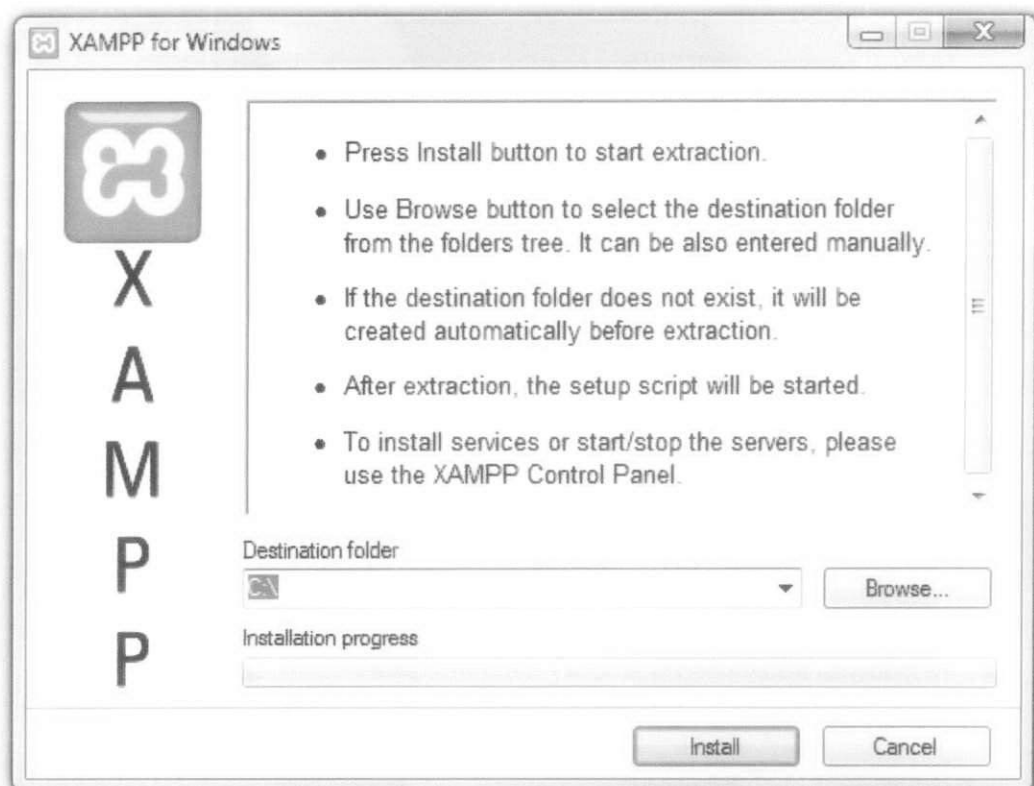 XAMPP for Windows
X
A
M
P
P
• Press Install button to start extraction.
• Use Browse button to select the destination folder
from the folders tree. It can be also entered manually.
• If the destination folder does not exist, it will be
created automatically before extraction.
• After extraction, the setup script will be started.
• To install services or start/stop the servers, please
use the XAMPP Control Panel.
Destination folder
C:\
Browse...
Installation progress
Install
Cancel